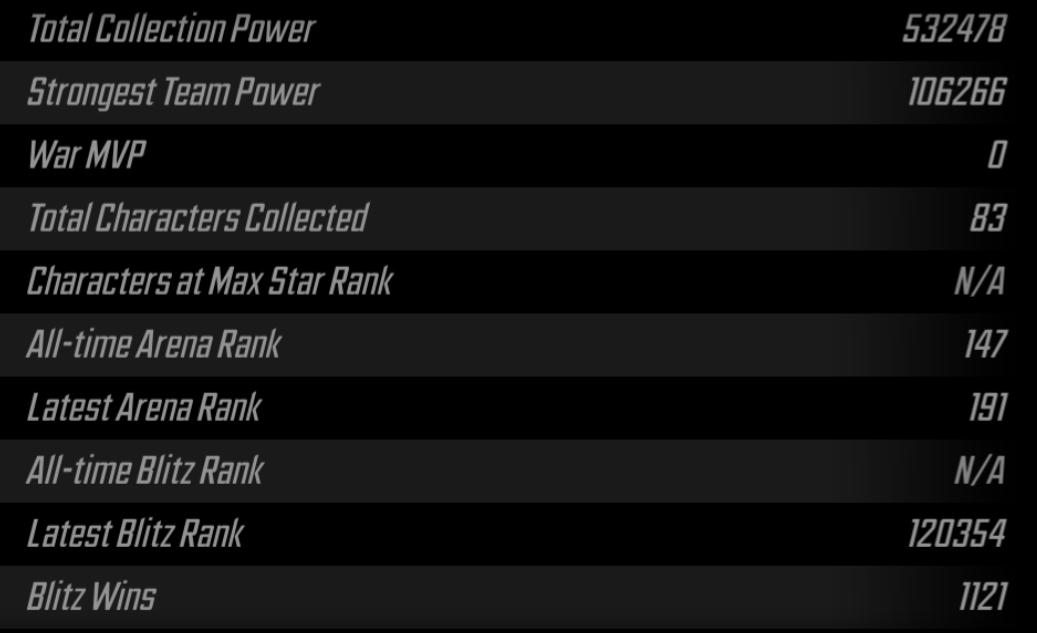 Total Collection Power 532478
Strongest Team Power 106266
War MVP 0
Total Characters Collected 83
Characters at Max Star Rank N/A
All-time Arena Rank 147
Latest Arena Rank 191
All-time Blitz Rank N/A
Latest Blitz Rank 120354
Blitz Wins 1121